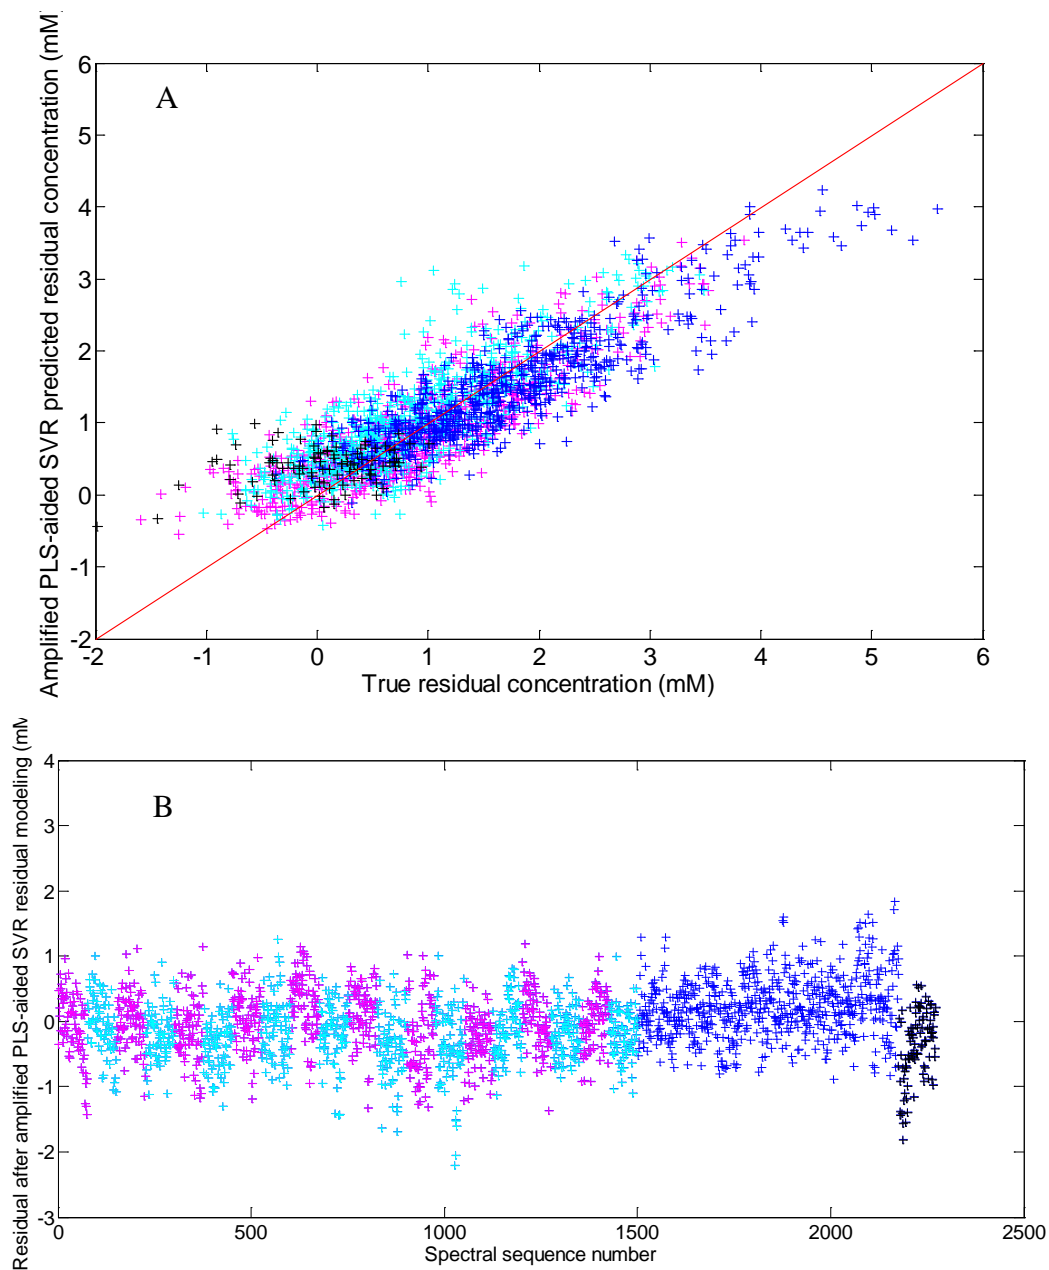 Amplified PLS-aided SVR predicted residual concentration (mM)
A
6
5
4
3
2
1
0
-1
-2
-2 -1 0 1 2 3 4 5 6
True residual concentration (mM)
Residual after amplified PLS-aided SVR residual modeling (mM
B
4
3
2
1
0
-1
-2
-3
0 500 1000 1500 2000 2500
Spectral sequence number